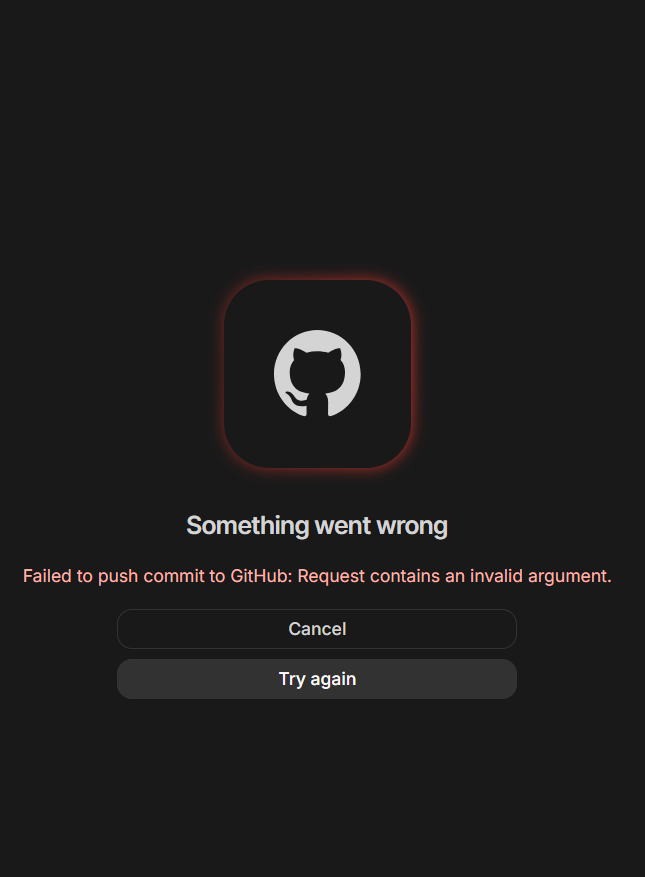 Something went wrong
Failed to push commit to GitHub: Request contains an invalid argument.
Cancel
Try again